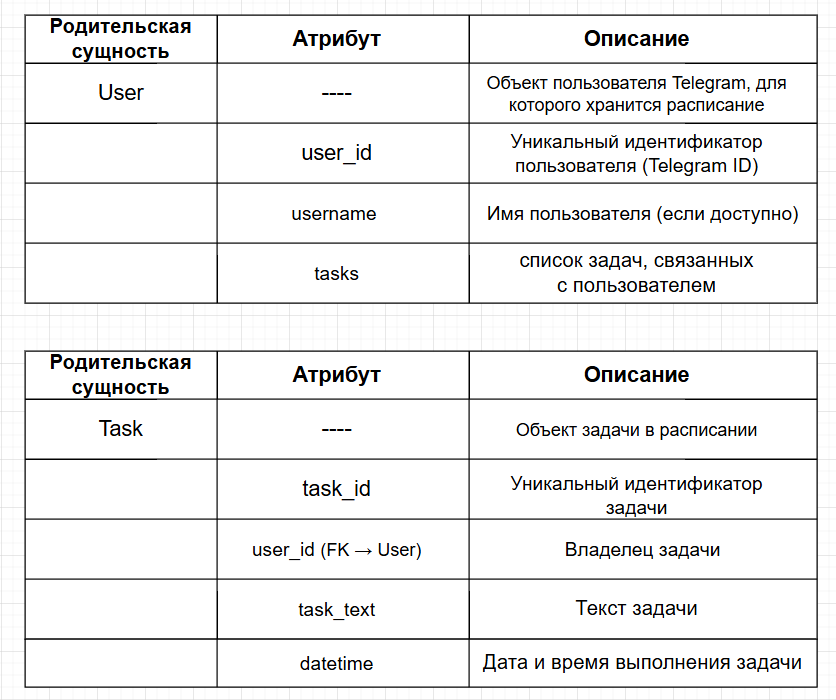 Родительская
сущность
Атрибут
Описание
User
----
Объект пользователя Telegram, для
которого хранится расписание
user_id
Уникальный идентификатор
пользователя (Telegram ID)
username
Имя пользователя (если доступно)
tasks
список задач, связанных
с пользователем
Родительская
сущность
Атрибут
Описание
Task
----
Объект задачи в расписании
task_id
Уникальный идентификатор
задачи
user_id (FK → User)
Владелец задачи
task_text
Текст задачи
datetime
Дата и время выполнения задачи